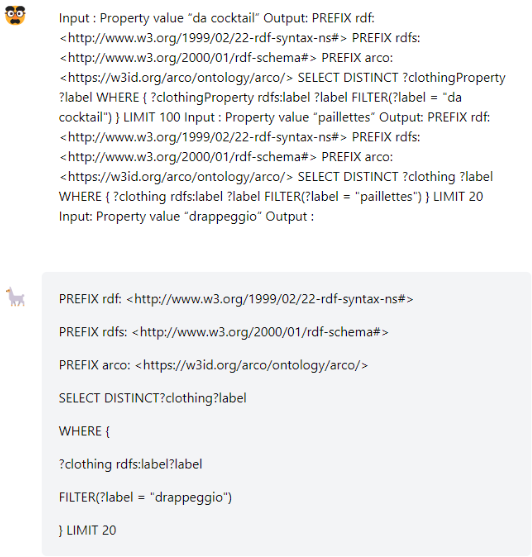 Input : Property value “da cocktail” Output: PREFIX rdf:
<http://www.w3.org/1999/02/22-rdf-syntax-ns#> PREFIX rdfs:
<http://www.w3.org/2000/01/rdf-schema#> PREFIX arco:
<https://w3id.org/arco/ontology/arco/> SELECT DISTINCT ?clothingProperty
?label WHERE { ?clothingProperty rdfs:label ?label FILTER(?label = "da
cocktail") } LIMIT 100 Input : Property value “paillettes” Output: PREFIX rdf:
<http://www.w3.org/1999/02/22-rdf-syntax-ns#> PREFIX rdfs:
<http://www.w3.org/2000/01/rdf-schema#> PREFIX arco:
<https://w3id.org/arco/ontology/arco/> SELECT DISTINCT ?clothing ?label
WHERE { ?clothing rdfs:label ?label FILTER(?label = "paillettes") } LIMIT 20
Input: Property value “drappeggio” Output :
PREFIX rdf: <http://www.w3.org/1999/02/22-rdf-syntax-ns#>
PREFIX rdfs: <http://www.w3.org/2000/01/rdf-schema#>
PREFIX arco: <https://w3id.org/arco/ontology/arco/>
SELECT DISTINCT?clothing?label
WHERE {
?clothing rdfs:label?label
FILTER(?label = "drappeggio")
} LIMIT 20